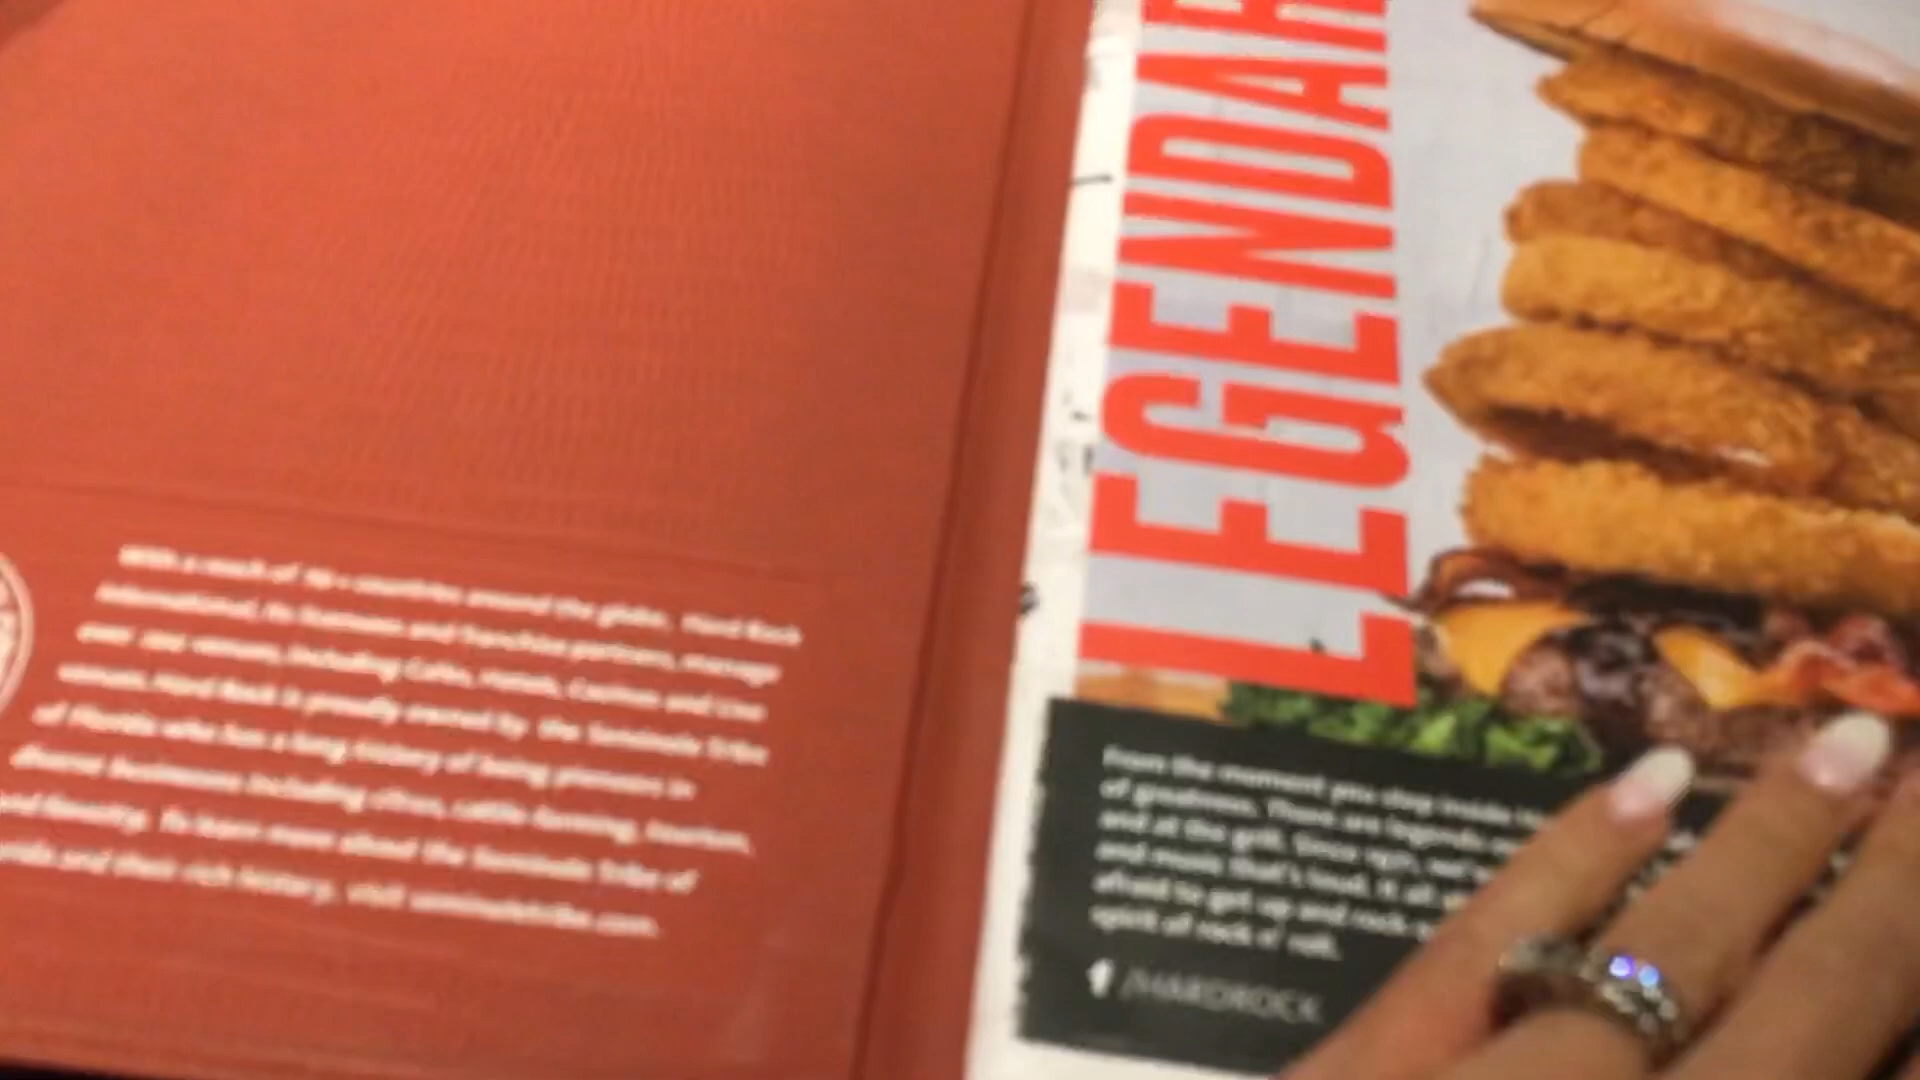 With a reach of 70+ countries around the globe, Hard Rock
International, its licensees and franchise partners, manage
over venues, including Cafes, Hotels, Casinos and Live
venues. Hard Rock is proudly owned by the Seminole Tribe
of Florida who has a long history of being pioneers in
diverse businesses including citrus, cattle farming, tourism,
and forestry. To learn more about the Seminole Tribe of
and their rich history, visit seminoletribe.com.
LEGENDAR
From the moment you step inside
of greatness. There are legends
and at the grill. Since 1971, we've
and music that's loud. It all
afraid to get up and rock
spirit of rock n' roll.
f /HARDROCK